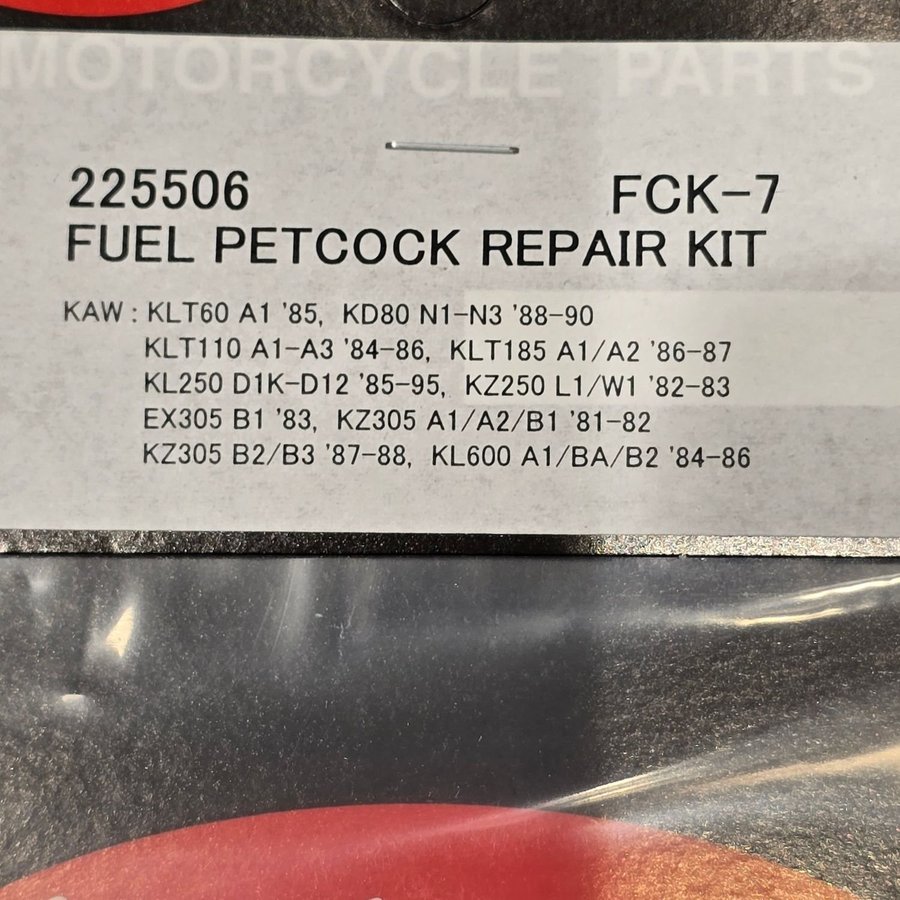 MOTORCYCLE PARTS
225506 FCK-7
FUEL PETCOCK REPAIR KIT
KAW : KLT60 A1 '85, KD80 N1-N3 '88-90
KLT110 A1-A3 '84-86, KLT185 A1/A2 '86-87
KL250 D1K-D12 '85-95, KZ250 L1/W1 '82-83
EX305 B1 '83, KZ305 A1/A2/B1 '81-82
KZ305 B2/B3 '87-88, KL600 A1/BA/B2 '84-86